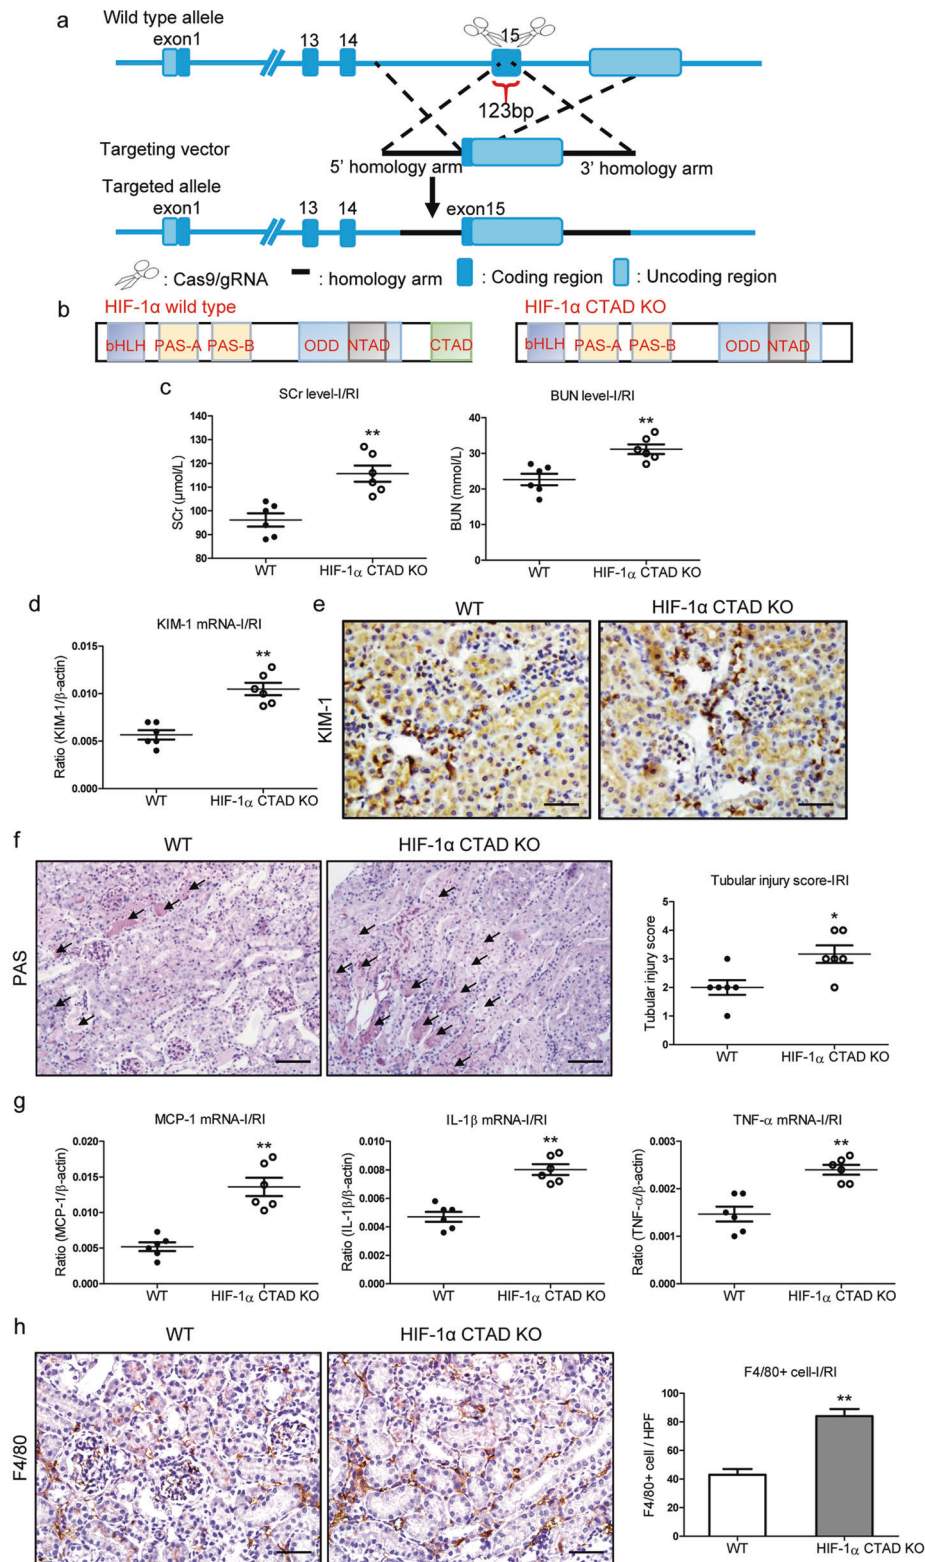 a
Wild type allele
exon1
13
14
15
123bp
Targeting vector
5' homology arm
3' homology arm
Targeted allele
exon1
13
14
exon15
: Cas9/gRNA
: homology arm
: Coding region
: Uncoding region
b
HIF-1α wild type
bHLH
PAS-A
PAS-B
ODD
NTAD
CTAD
HIF-1α CTAD KO
bHLH
PAS-A
PAS-B
ODD
NTAD
c
SCr level-I/RI
SCr (μmol/L)
140
130
120
110
100
90
80
**
WT
HIF-1α CTAD KO
BUN level-I/RI
BUN (mmol/L)
40
30
20
10
0
**
WT
HIF-1α CTAD KO
d
KIM-1 mRNA-I/RI
Ratio (KIM-1/β-actin)
0.015
0.010
0.005
0.000
**
WT
HIF-1α CTAD KO
e
WT
HIF-1α CTAD KO
KIM-1
f
WT
HIF-1α CTAD KO
PAS
Tubular injury score-IRI
Tubular injury score
5
4
3
2
1
0
*
WT
HIF-1α CTAD KO
g
MCP-1 mRNA-I/RI
Ratio (MCP-1/β-actin)
0.020
0.015
0.010
0.005
0.000
**
WT
HIF-1α CTAD KO
IL-1β mRNA-I/RI
Ratio (IL-1β/β-actin)
0.010
0.008
0.006
0.004
0.002
0.000
**
WT
HIF-1α CTAD KO
TNF-α mRNA-I/RI
Ratio (TNF-α/β-actin)
0.003
0.002
0.001
0.000
**
WT
HIF-1α CTAD KO
h
WT
HIF-1α CTAD KO
F4/80
F4/80+ cell-I/RI
F4/80+ cell / HPF
100
80
60
40
20
0
**
WT
HIF-1α CTAD KO